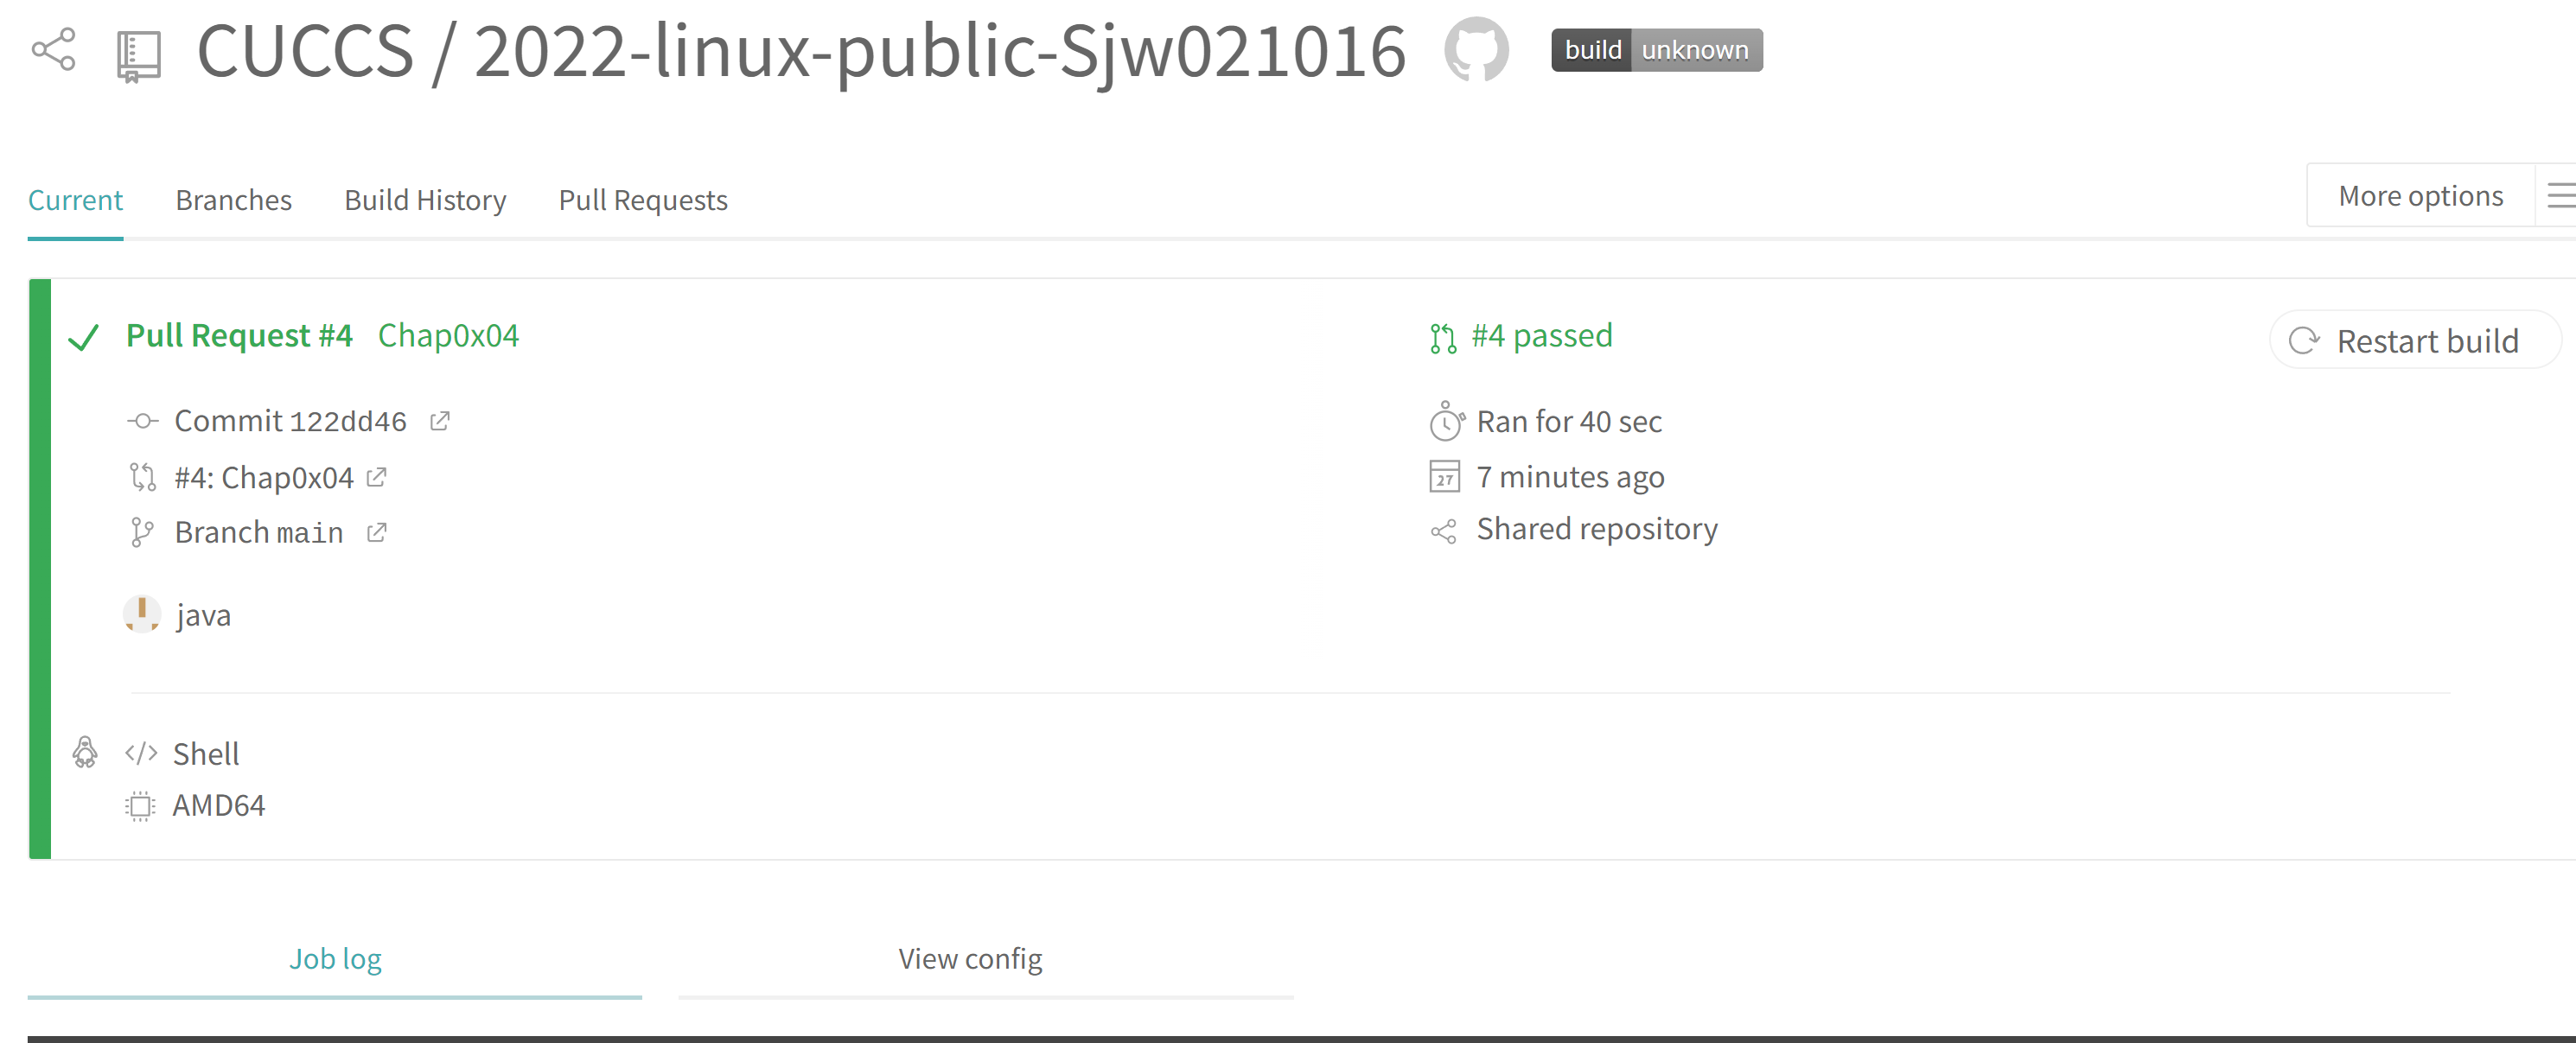 CUCCS / 2022-linux-public-Sjw021016 build unknown
Current Branches Build History Pull Requests More options
Pull Request #4 Chap0x04
#4 passed
Restart build
Commit 122dd46
#4: Chap0x04
Branch main
Ran for 40 sec
27 7 minutes ago
Shared repository
java
</> Shell
AMD64
Job log View config